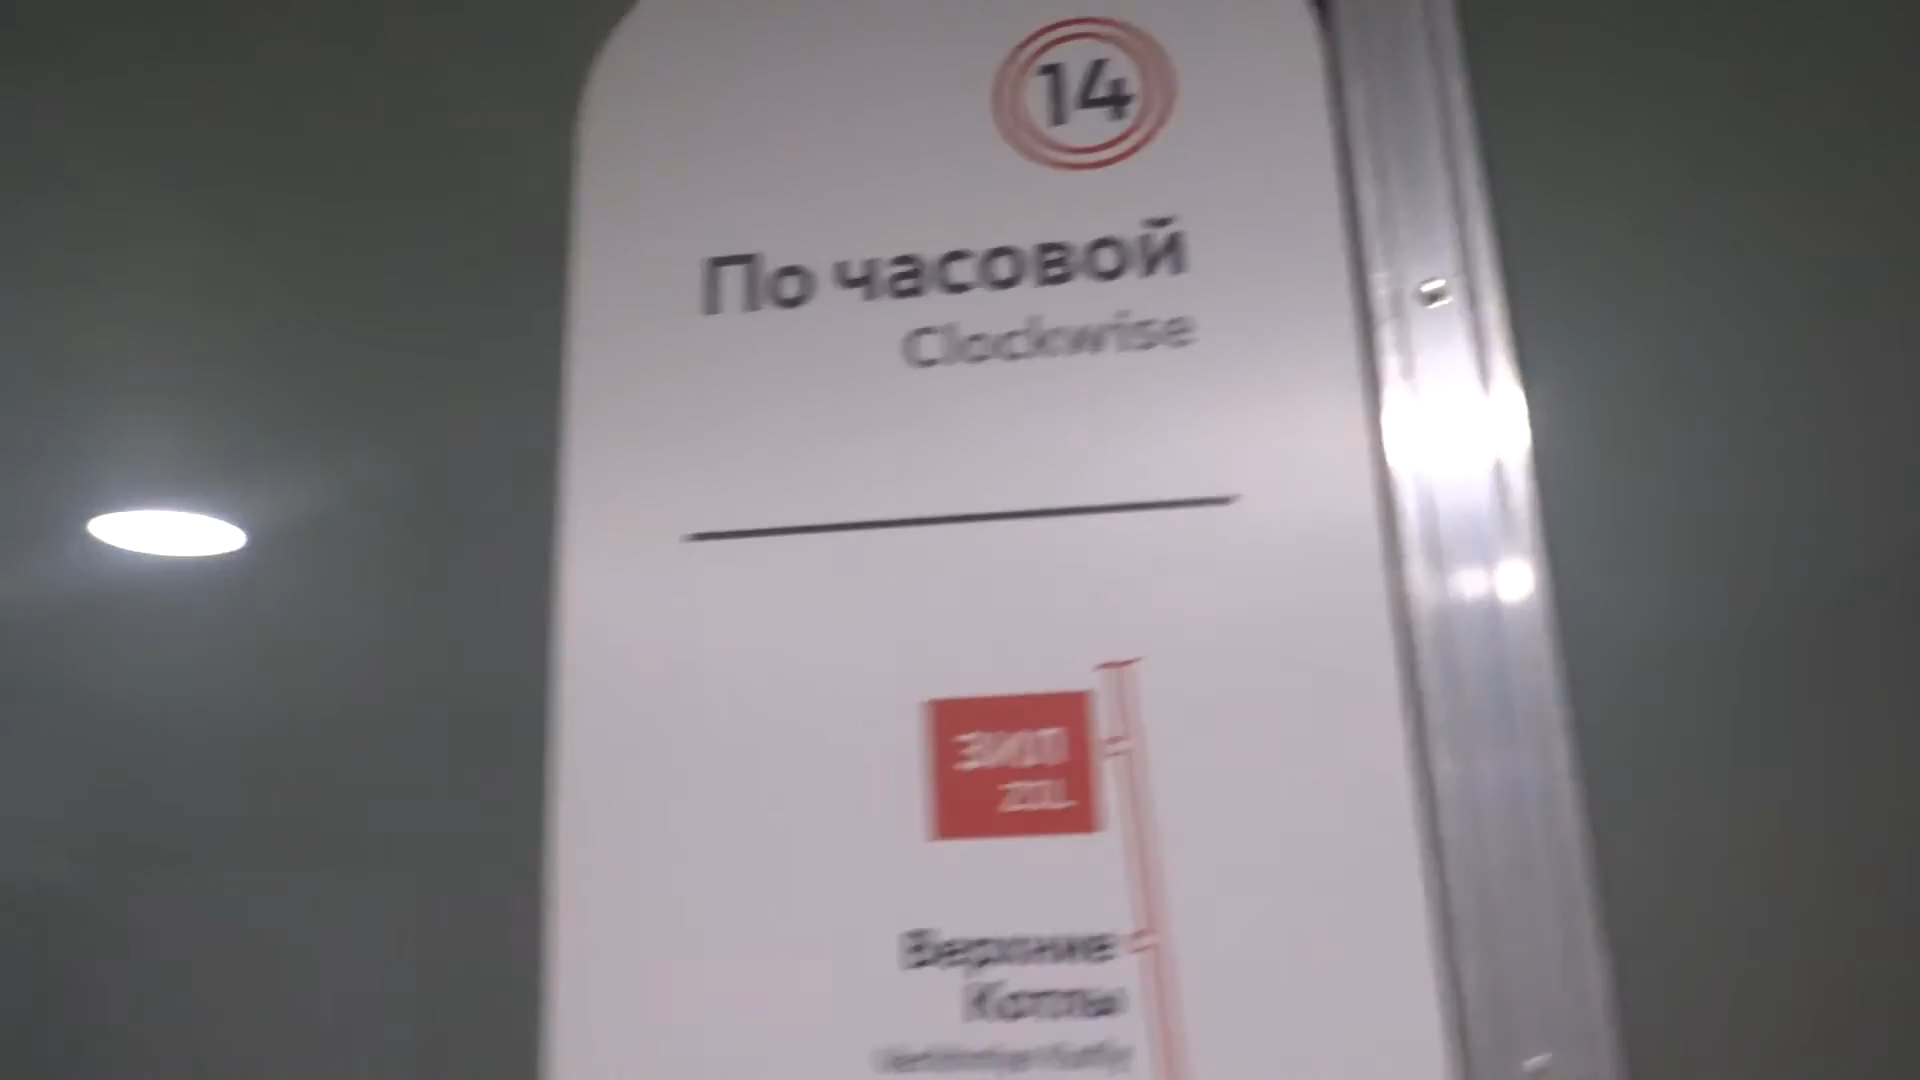 14
По часовой
Clockwise
ЗИЛ
ZIL
Верхние
Котлы